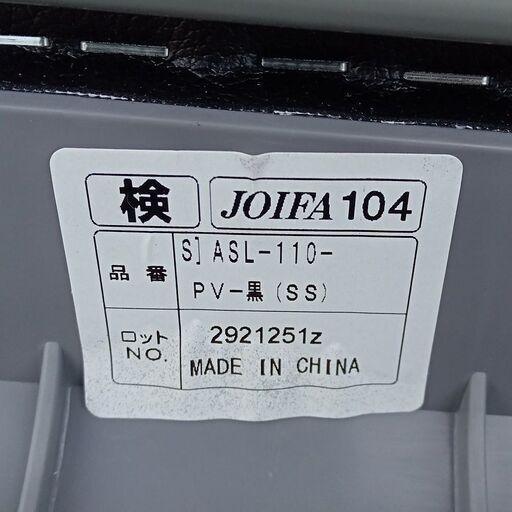 検 JOIFA 104
品番 S] ASL-110-
PV-黒(SS)
ロット
NO. 2921251z
MADE IN CHINA